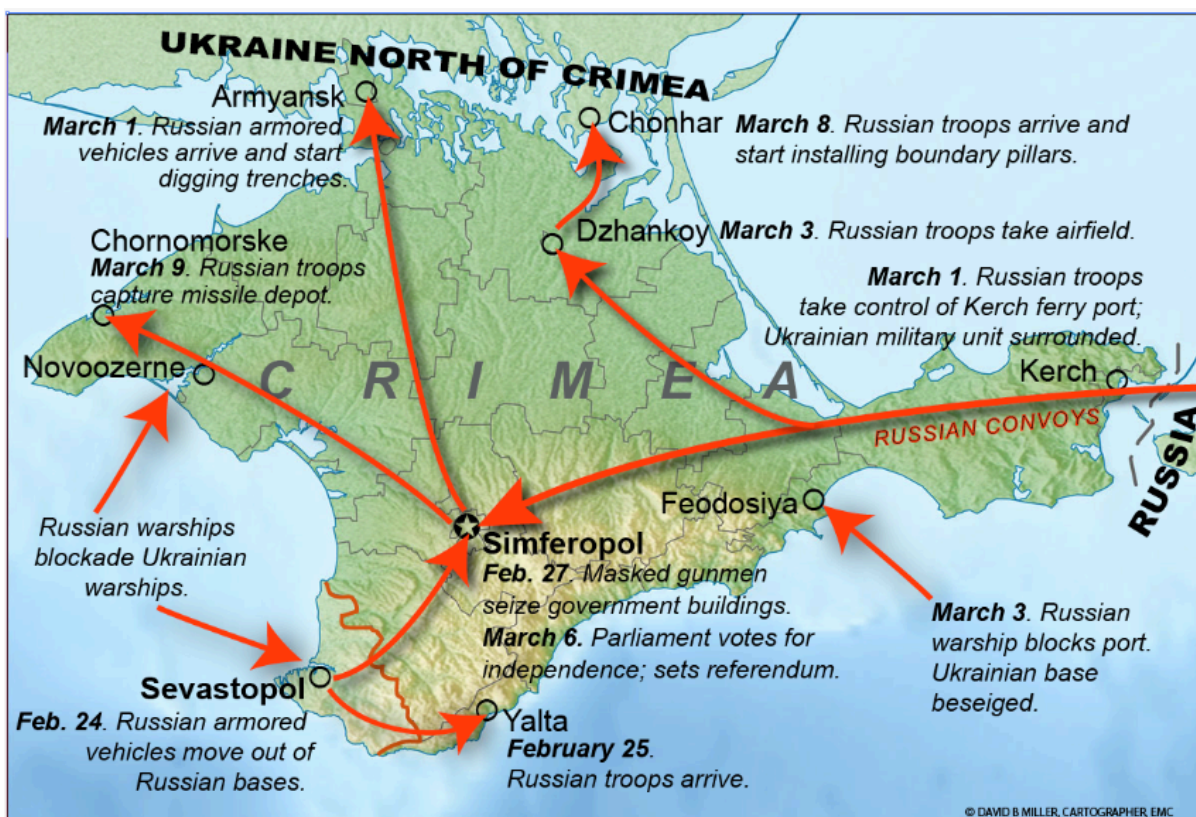 UKRAINE NORTH OF CRIMEA
Armyansk
March 1. Russian armored
vehicles arrive and start
digging trenches.
Chonhar
March 8. Russian troops arrive and
start installing boundary pillars.
Dzhankoy
March 3. Russian troops take airfield.
Chornomorske
March 9. Russian troops
capture missile depot.
March 1. Russian troops
take control of Kerch ferry port;
Ukrainian military unit surrounded.
Novoozerne
CRIMEA
Kerch
RUSSIAN CONVOYS
RUSSIA
Feodosiya
Russian warships
blockade Ukrainian
warships.
Simferopol
Feb. 27. Masked gunmen
seize government buildings.
March 6. Parliament votes for
independence; sets referendum.
March 3. Russian
warship blocks port.
Ukrainian base
beseiged.
Sevastopol
Feb. 24. Russian armored
vehicles move out of
Russian bases.
Yalta
February 25.
Russian troops arrive.
© DAVID B MILLER, CARTOGRAPHER, EMC